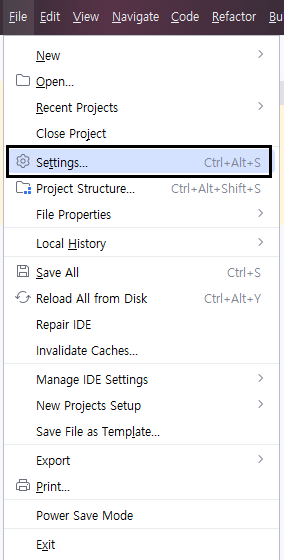 File Edit View Navigate Code Refactor B
New
Open...
Recent Projects
Close Project
Settings... Ctrl+Alt+S
Project Structure... Ctrl+Alt+Shift+S
File Properties
Local History
Save All Ctrl+S
Reload All from Disk Ctrl+Alt+Y
Repair IDE
Invalidate Caches...
Manage IDE Settings
New Projects Setup
Save File as Template...
Export
Print...
Power Save Mode
Exit